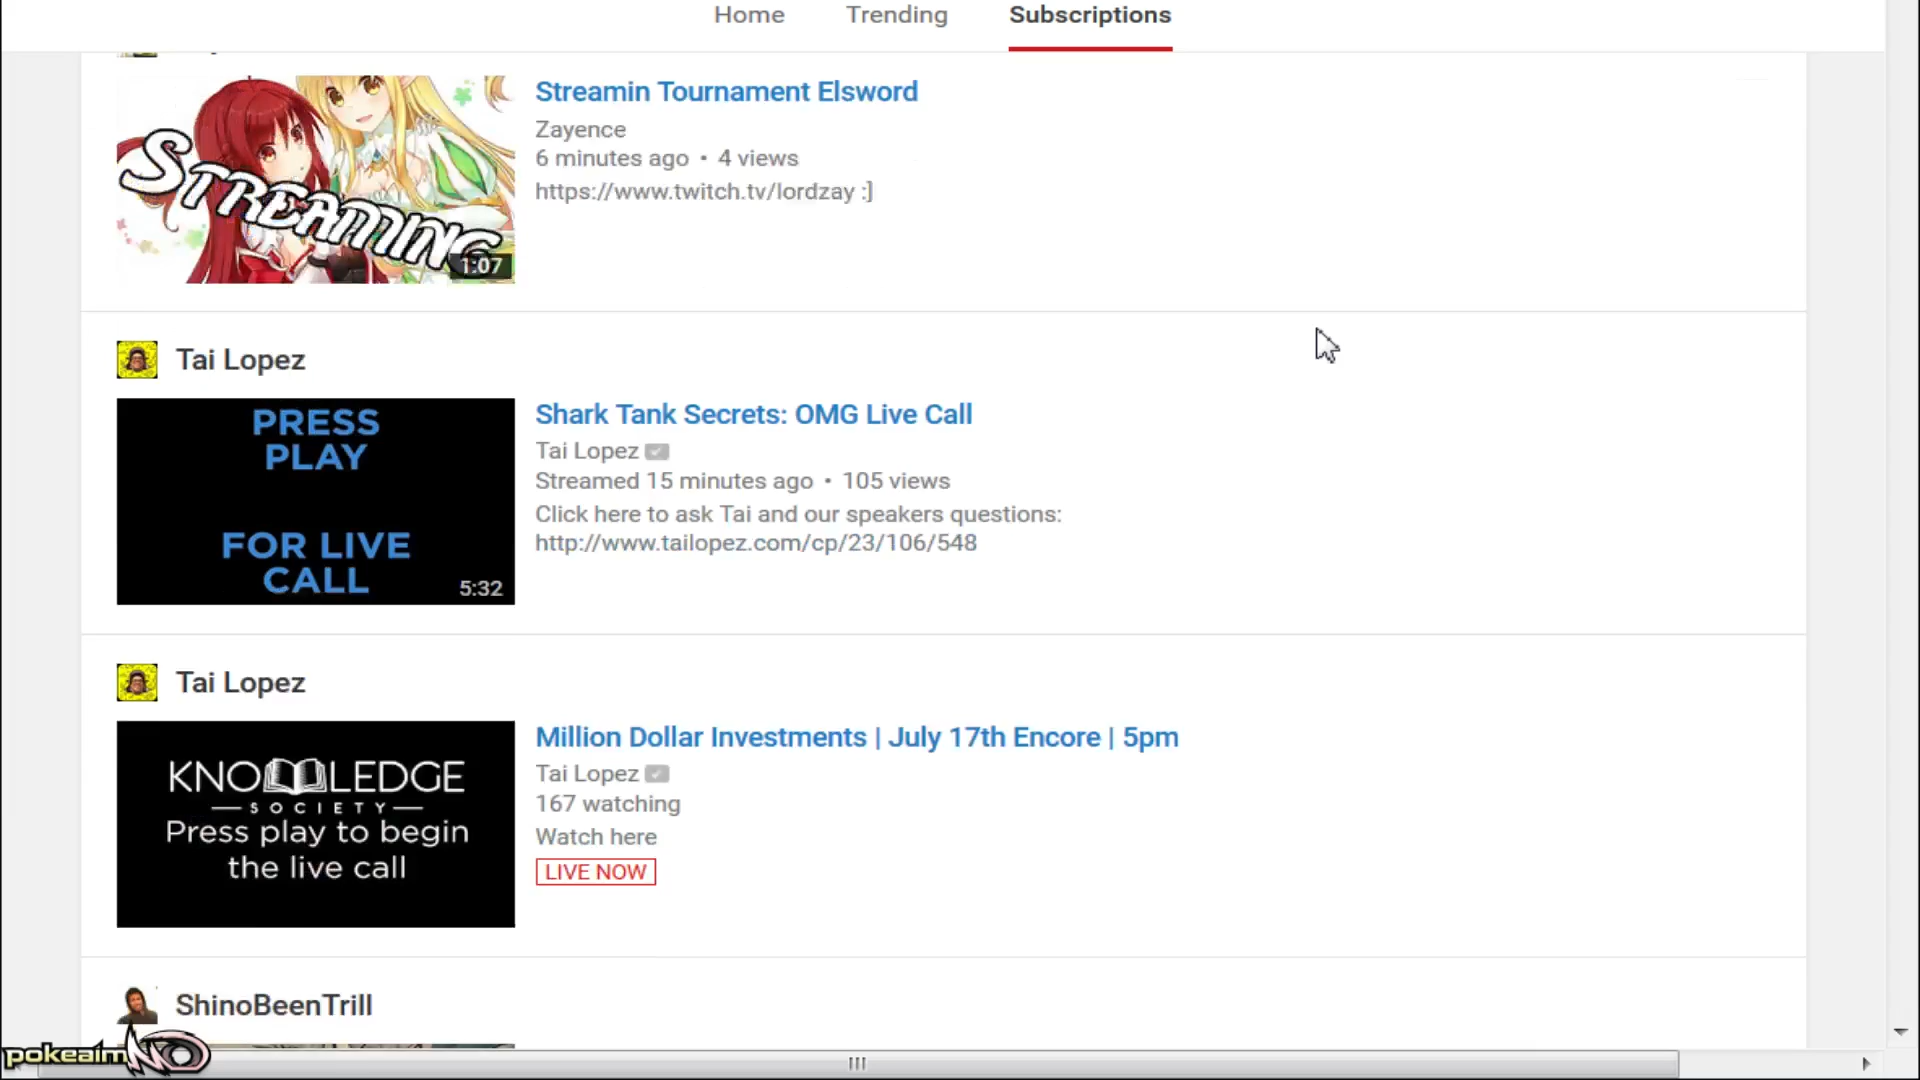 Home Trending Subscriptions
Streamin Tournament Elsword
Zayence
6 minutes ago • 4 views
https://www.twitch.tv/lordzay :]
STREAMING
1:07
Tai Lopez
PRESS
PLAY
FOR LIVE
CALL
5:32
Shark Tank Secrets: OMG Live Call
Tai Lopez
Streamed 15 minutes ago • 105 views
Click here to ask Tai and our speakers questions:
http://www.tailopez.com/cp/23/106/548
Tai Lopez
KNOWLEDGE
SOCIETY
Press play to begin
the live call
Million Dollar Investments | July 17th Encore | 5pm
Tai Lopez
167 watching
Watch here
LIVE NOW
ShinoBeenTrill
pokeaimMD